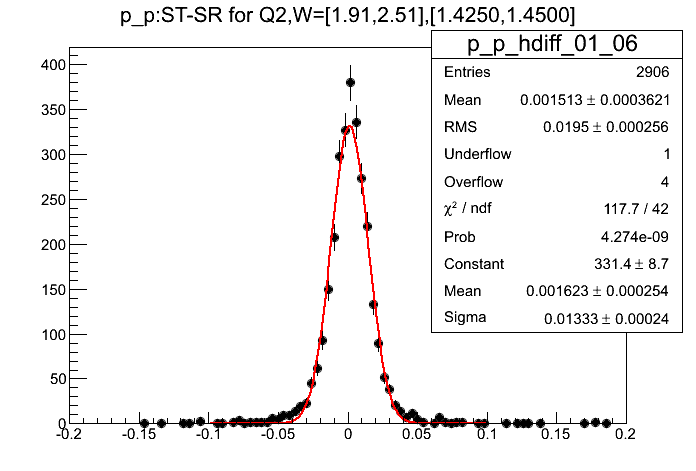 p_p:ST-SR for Q2,W=[1.91,2.51],[1.4250,1.4500]
p_p_hdiff_01_06
Entries 2906
Mean 0.001513 ± 0.0003621
RMS 0.0195 ± 0.000256
Underflow 1
Overflow 4
χ² / ndf 117.7 / 42
Prob 4.274e-09
Constant 331.4 ± 8.7
Mean 0.001623 ± 0.000254
Sigma 0.01333 ± 0.00024
400
350
300
250
200
150
100
50
0
-0.2 -0.15 -0.1 -0.05 0 0.05 0.1 0.15 0.2